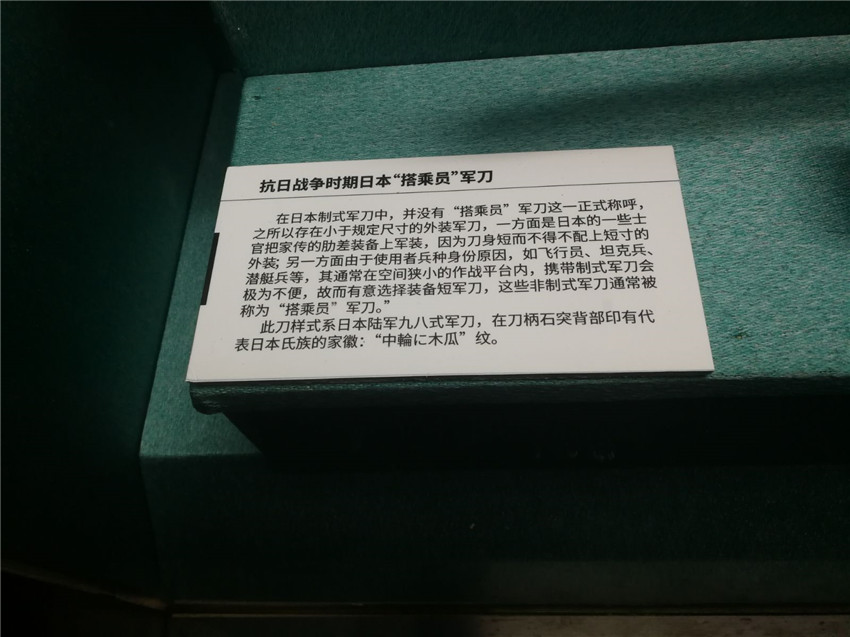 抗日战争时期日本“搭乘员”军刀
在日本制式军刀中，并没有“搭乘员”军刀这一正式称呼，
之所以存在小于规定尺寸的外装军刀，一方面是日本的一些士
官把家传的肋差装备上军装，因为刀身短而不得不配上短寸的
外装；另一方面由于使用者兵种身份原因，如飞行员、坦克兵、
潜艇兵等，其通常在空间狭小的作战平台内，携带制式军刀会
极为不便，故而有意选择装备短军刀，这些非制式军刀通常被
称为“搭乘员”军刀。”
此刀样式系日本陆军九八式军刀，在刀柄石突背部印有代
表日本氏族的家徽：“中輪に木瓜”纹。